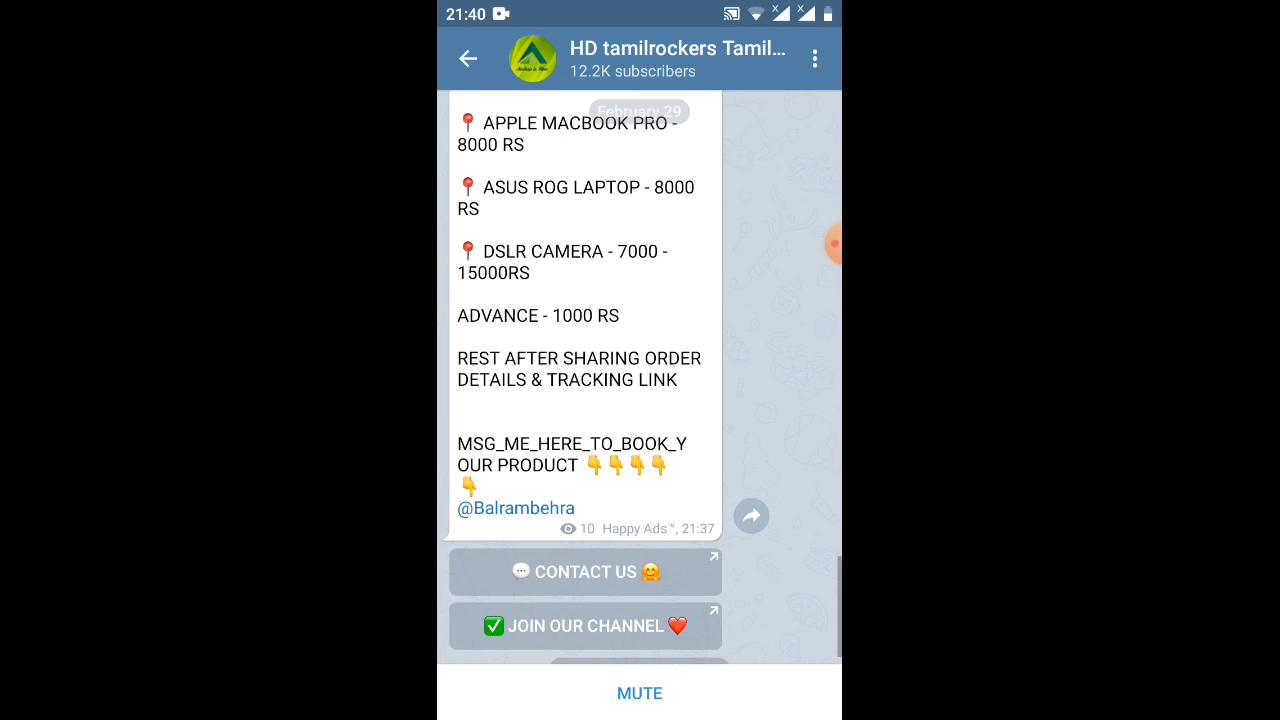 21:40
HD tamilrockers Tamil...
12.2K subscribers
February 29
📍 APPLE MACBOOK PRO -
8000 RS
📍 ASUS ROG LAPTOP - 8000
RS
📍 DSLR CAMERA - 7000 -
15000RS
ADVANCE - 1000 RS
REST AFTER SHARING ORDER
DETAILS & TRACKING LINK
MSG_ME_HERE_TO_BOOK_Y
OUR PRODUCT 👇👇👇👇
👇
@Balrambehra
10 Happy Ads™, 21:37
💬 CONTACT US 🤗
✅ JOIN OUR CHANNEL ❤️
MUTE